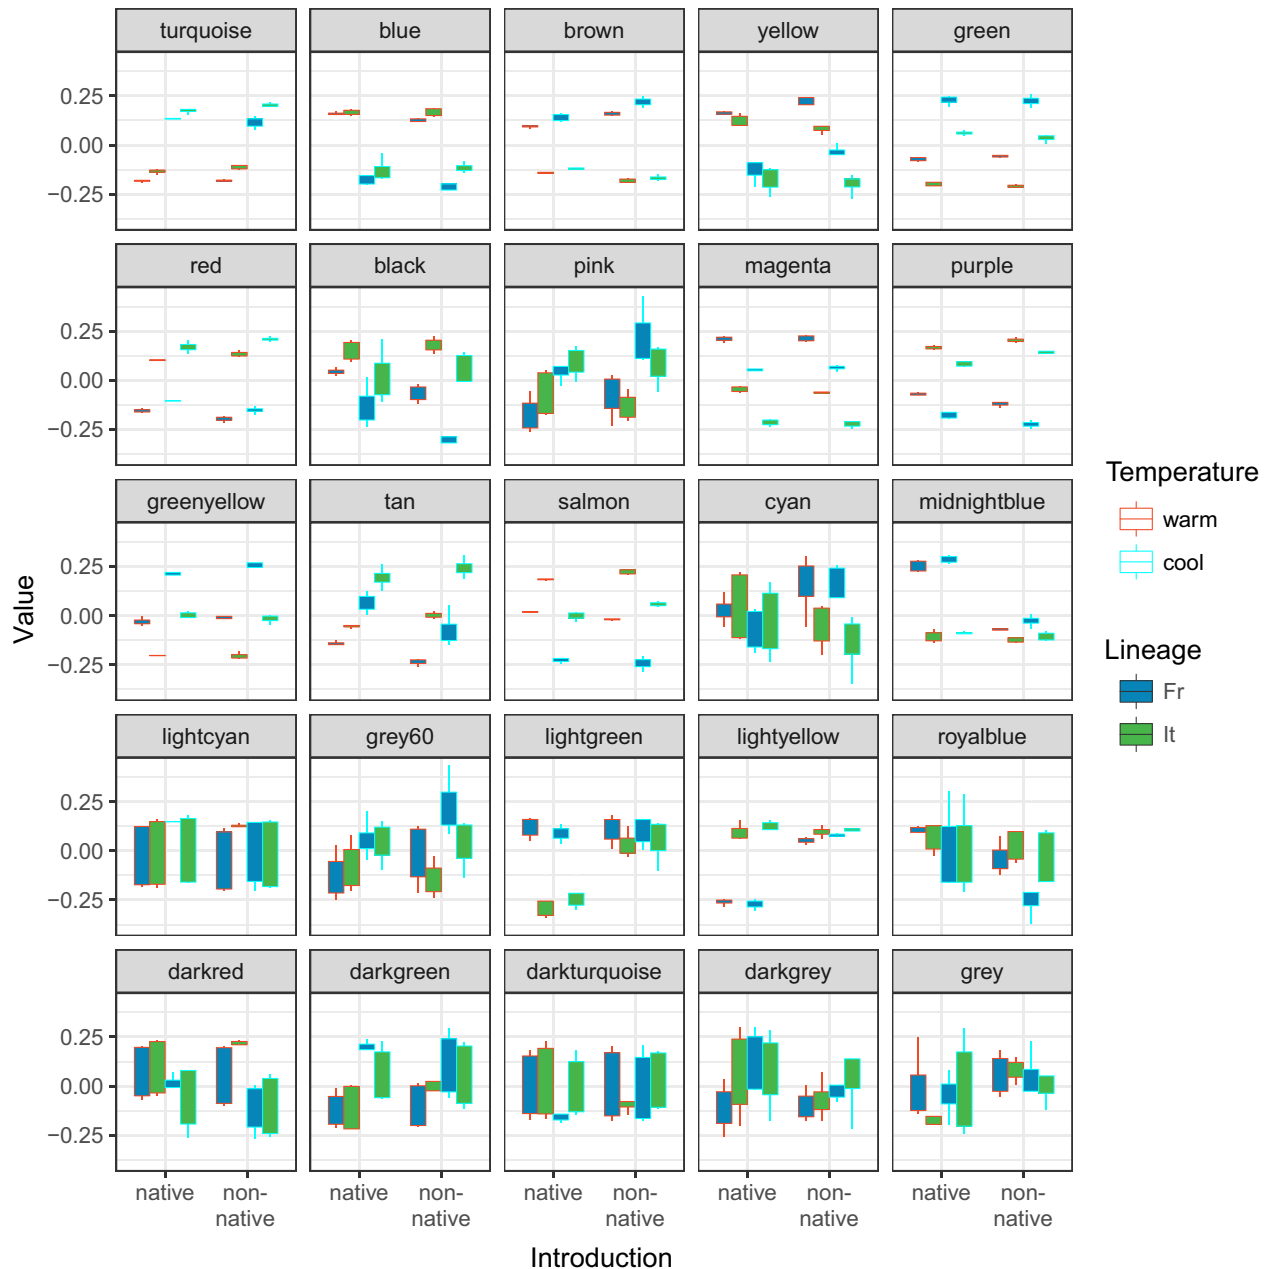 turquoise blue brown yellow green
0.25
0.00
−0.25
red black pink magenta purple
0.25
0.00
−0.25
greenyellow tan salmon cyan midnightblue
0.25
0.00
−0.25
lightcyan grey60 lightgreen lightyellow royalblue
0.25
0.00
−0.25
darkred darkgreen darkturquoise darkgrey grey
0.25
0.00
−0.25
native non- native non- native non- native non- native non-
native native native native native
Introduction
Value
Temperature
warm
cool
Lineage
Fr
It